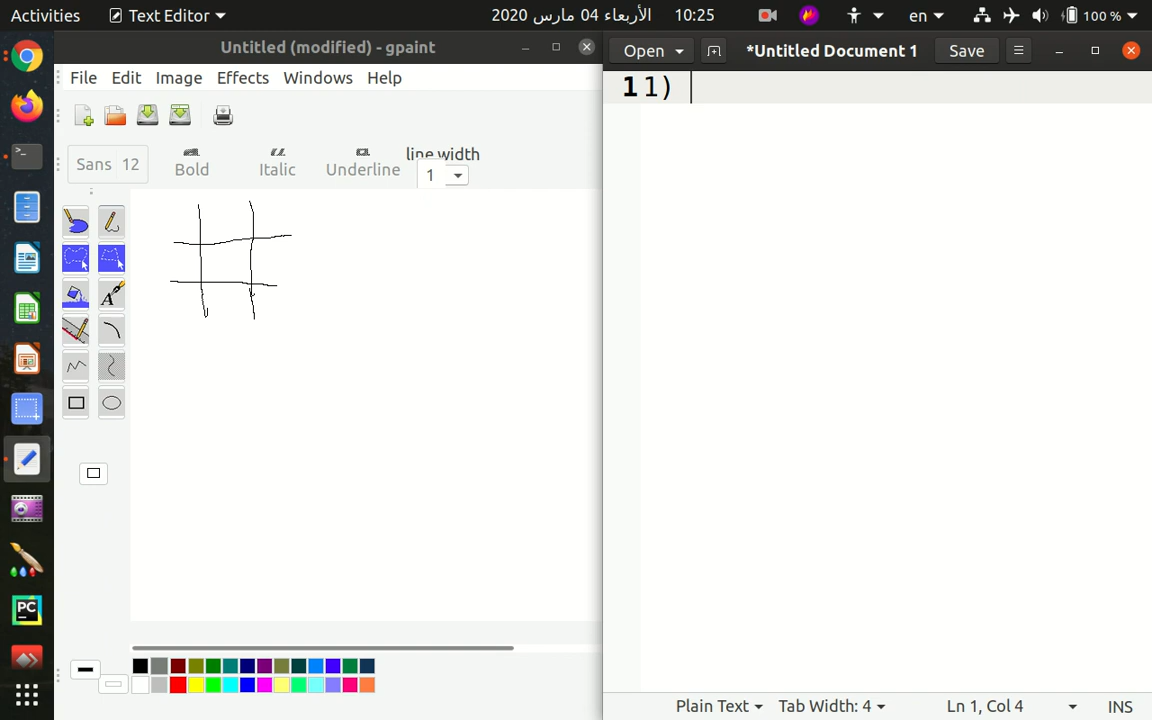 Activities
Text Editor
الأربعاء 04 مارس 2020
10:25
en
100 %
Untitled (modified) - gpaint
File Edit Image Effects Windows Help
Sans 12
Bold
Italic
Underline
line width
1
Open
*Untitled Document 1
Save
1 1)
PC
Plain Text
Tab Width: 4
Ln 1, Col 4
INS